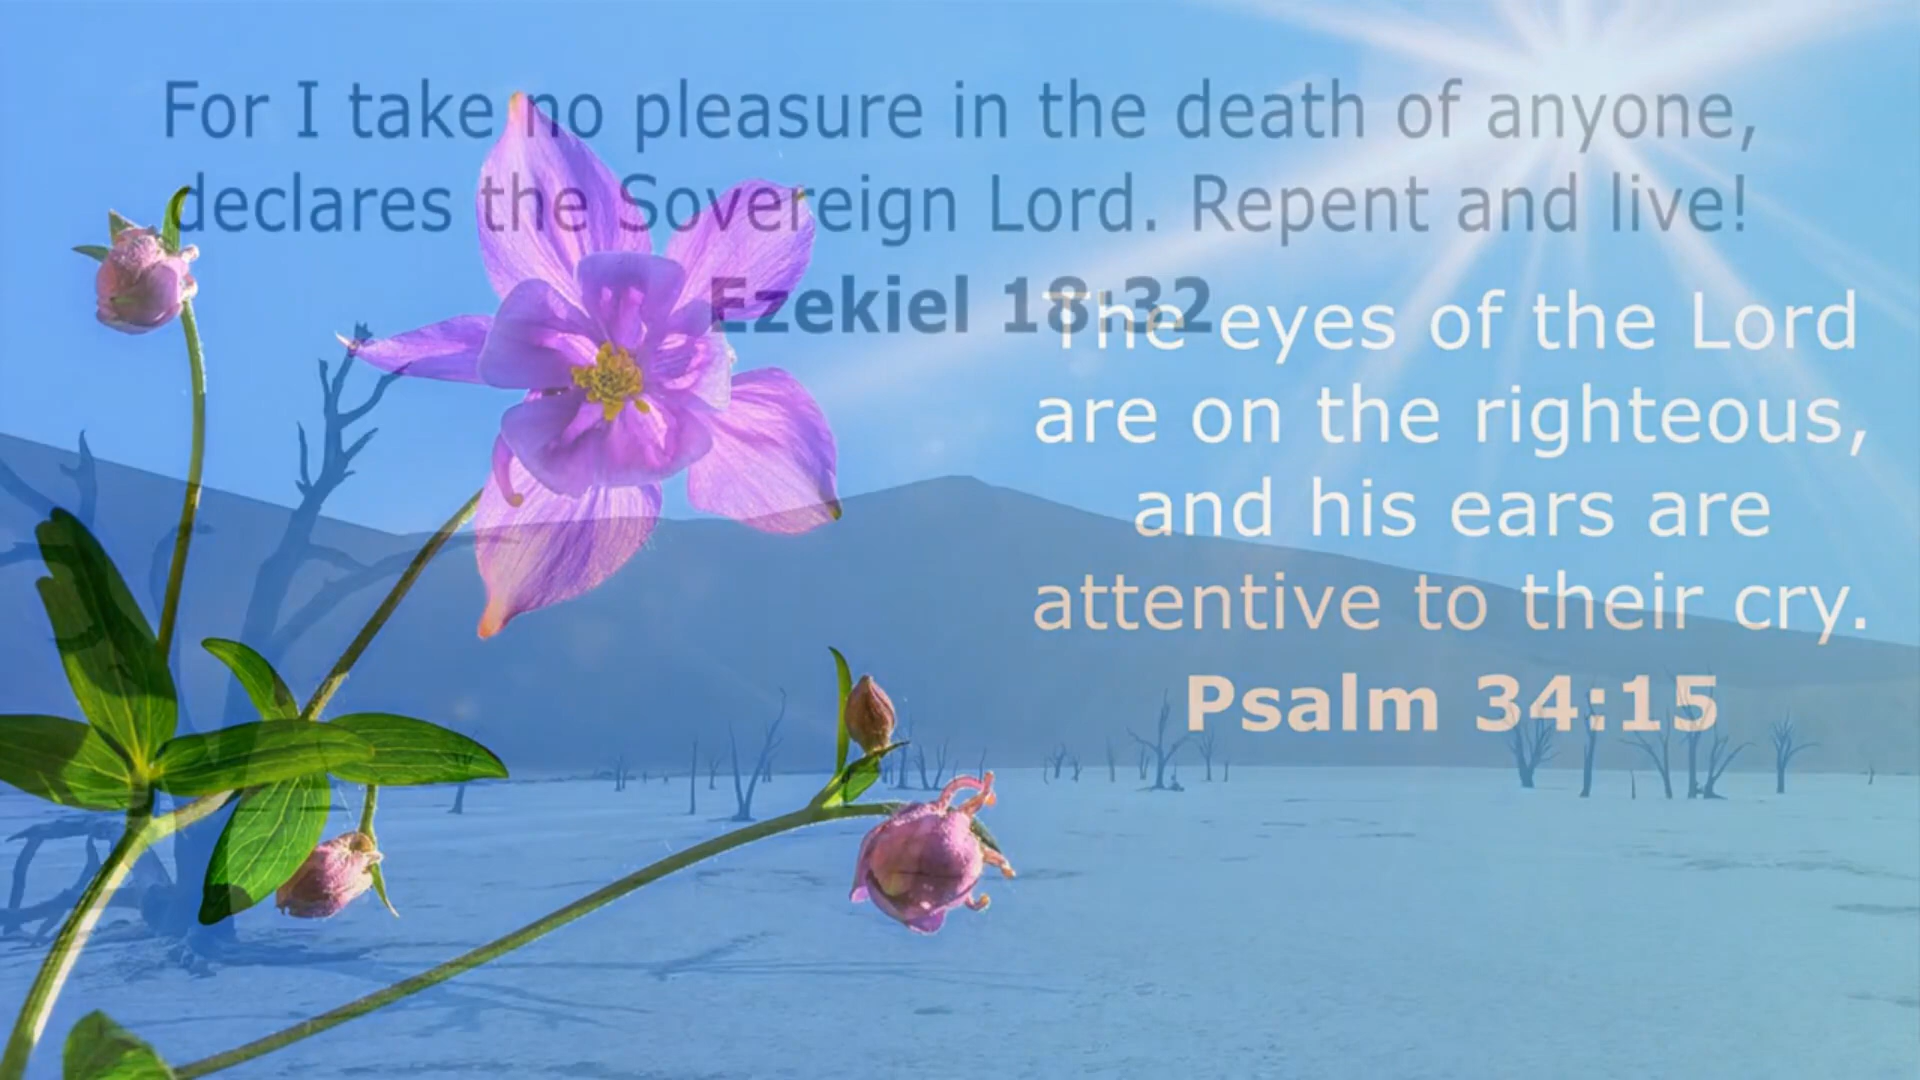 For I take no pleasure in the death of anyone,
declares the Sovereign Lord. Repent and live!
Ezekiel 18:32
The eyes of the Lord
are on the righteous,
and his ears are
attentive to their cry.
Psalm 34:15